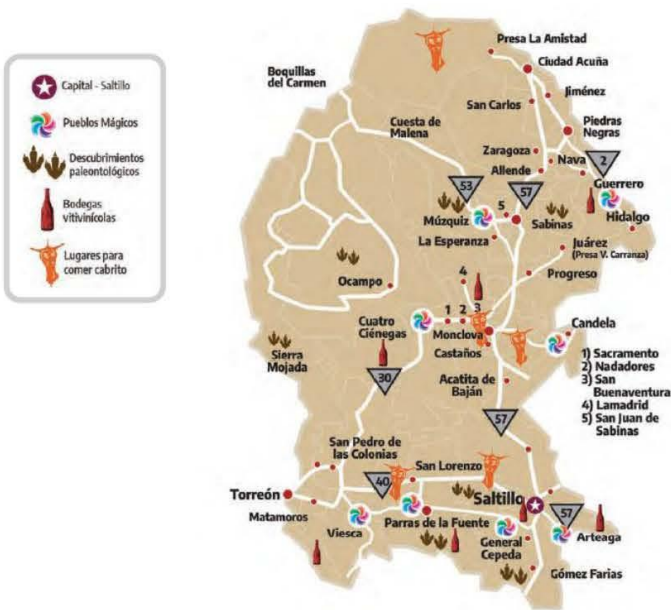 Capital - Saltillo
Pueblos Mágicos
Descubrimientos
paleontológicos
Bodegas
vitivinícolas
Lugares para
comer cabrito
Presa La Amistad
Ciudad Acuña
Boquillas
del Carmen
Jiménez
San Carlos
Cuesta de
Malena
Piedras
Negras
Zaragoza
Nava
2
Allende
Guerrero
53
57
Múzquiz
5
Sabinas
Hidalgo
La Esperanza
Juárez
(Presa V. Carranza)
4
Progreso
Ocampo
Cuatro
Ciénegas
1
2
3
Monclova
Candela
Castaños
Sierra
Mojada
30
Acatita de
Baján
1) Sacramento
2) Nadadores
3) San
Buenaventura
4) Lamadrid
5) San Juan de
Sabinas
57
San Pedro de
las Colonias
San Lorenzo
40
Torreón
Saltillo
Matamoros
57
Viesca
Parras de la Fuente
General
Cepeda
Arteaga
Gómez Farias